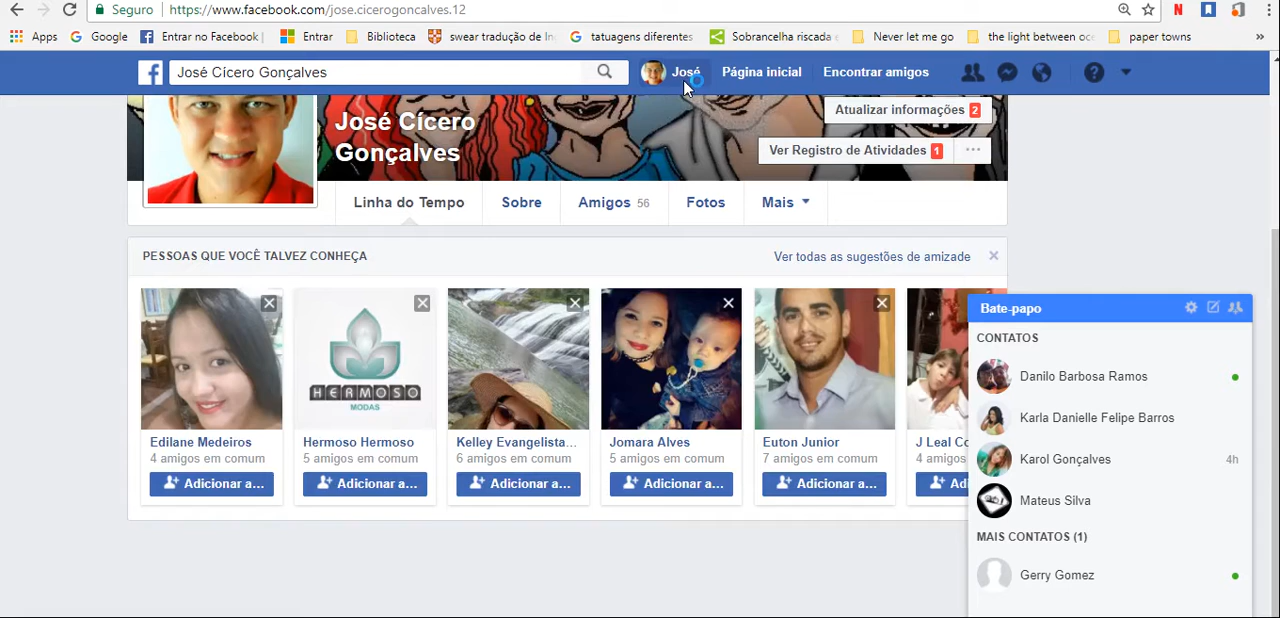 Seguro https://www.facebook.com/jose.cicerogoncalves.12
Apps Google Entrar no Facebook | Entrar Biblioteca swear tradução de In tatuagens diferentes Sobrancelha riscada Never let me go the light between oce paper towns »
José Cícero Gonçalves José Página inicial Encontrar amigos
José Cícero
Gonçalves
Atualizar informações 2
Ver Registro de Atividades 1 ...
Linha do Tempo Sobre Amigos 56 Fotos Mais
PESSOAS QUE VOCÊ TALVEZ CONHEÇA Ver todas as sugestões de amizade
HERMOSO
MODAS
Edilane Medeiros Hermoso Hermoso Kelley Evangelista... Jomara Alves Euton Junior J Leal Co
4 amigos em comum 5 amigos em comum 6 amigos em comum 5 amigos em comum 7 amigos em comum 4 amigos
Adicionar a... Adicionar a... Adicionar a... Adicionar a... Adicionar a... Adi
Bate-papo
CONTATOS
Danilo Barbosa Ramos
Karla Danielle Felipe Barros
Karol Gonçalves 4h
Mateus Silva
MAIS CONTATOS (1)
Gerry Gomez